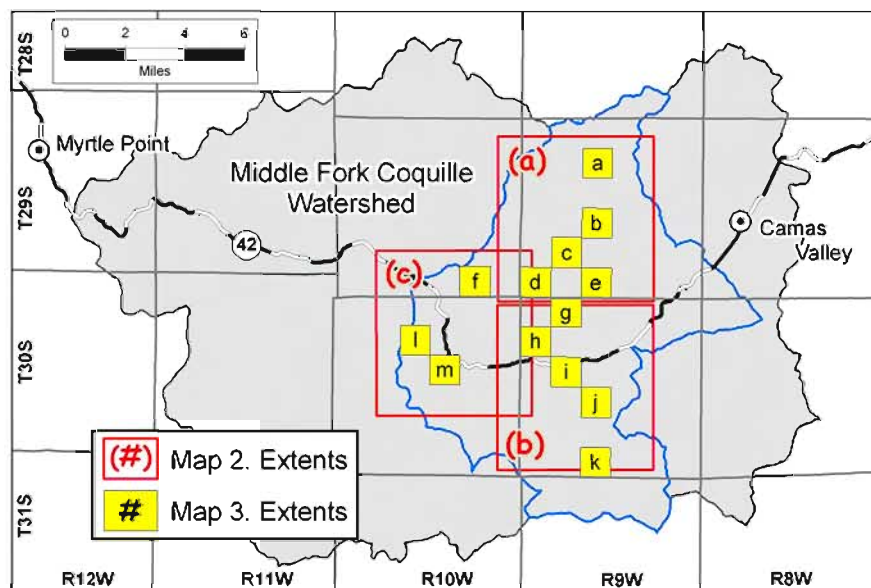 T28S
0 2 4 6
Miles
Myrtle Point
Middle Fork Coquille
Watershed
(a)
a
T29S
b
Camas
Valley
42
c
(c)
f
d
e
g
l
h
T30S
m
i
j
(b)
k
(#) Map 2. Extents
# Map 3. Extents
T31S
R12W R11W R10W R9W R8W